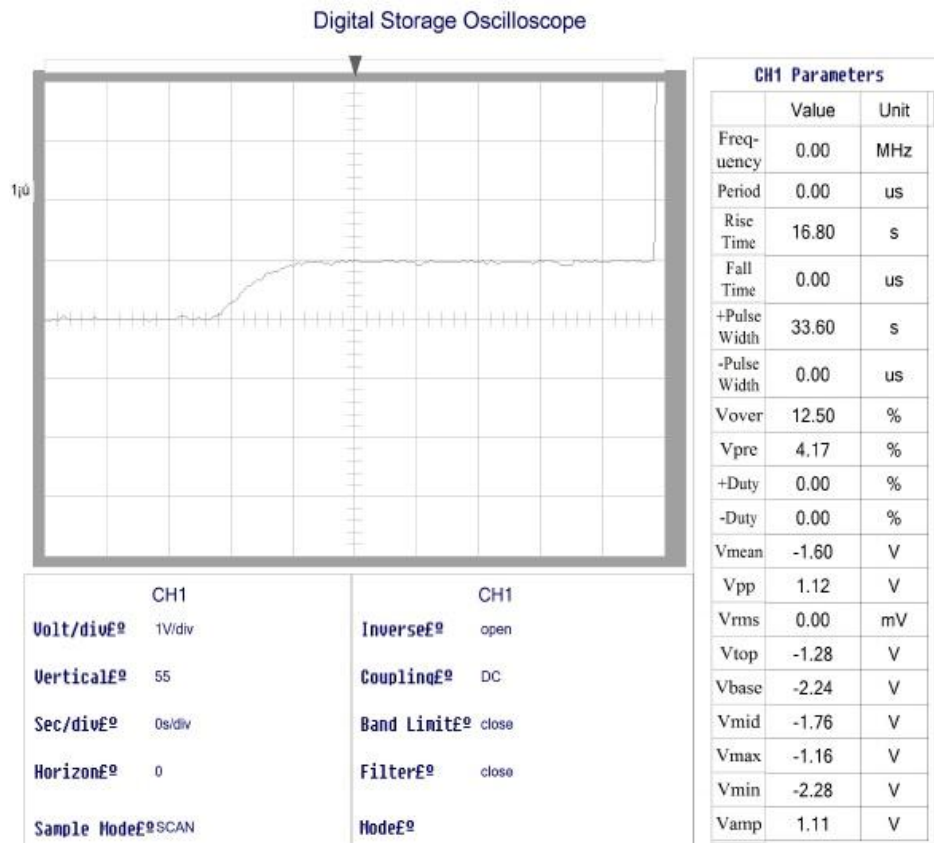 Digital Storage Oscilloscope
1¡ú
CH1 Parameters
Value Unit
Freq-
uency 0.00 MHz
Period 0.00 us
Rise
Time 16.80 s
Fall
Time 0.00 us
+Pulse
Width 33.60 s
-Pulse
Width 0.00 us
Vover 12.50 %
Vpre 4.17 %
+Duty 0.00 %
-Duty 0.00 %
Vmean -1.60 V
Vpp 1.12 V
Vrms 0.00 mV
Vtop -1.28 V
Vbase -2.24 V
Vmid -1.76 V
Vmax -1.16 V
Vmin -2.28 V
Vamp 1.11 V
CH1
Volt/div£º 1V/div
Vertical£º 55
Sec/div£º 0s/div
Horizon£º 0
Sample Mode£º SCAN
CH1
Inverse£º open
Coupling£º DC
Band Limit£º close
Filter£º close
Mode£º